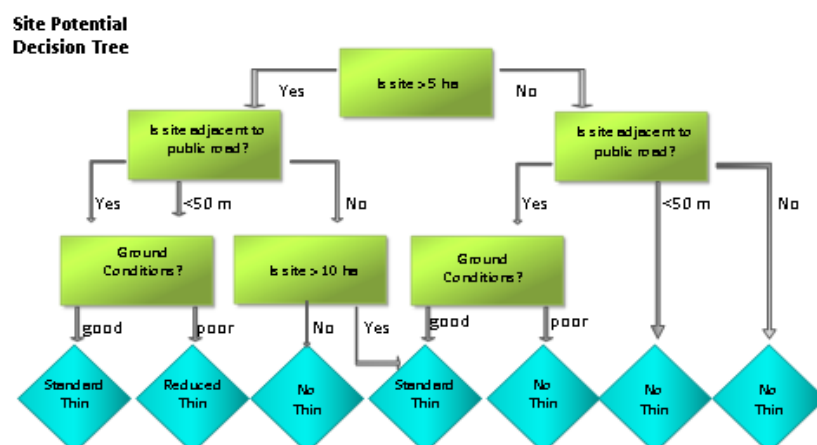 Site Potential
Decision Tree
Is site > 5 ha
Yes
No
Is site adjacent to
public road?
Is site adjacent to
public road?
Yes
<50 m
No
Yes
<50 m
No
Ground
Conditions?
Is site > 10 ha
Ground
Conditions?
good
poor
No
Yes
good
poor
Standard
Thin
Reduced
Thin
No
Thin
Standard
Thin
No
Thin
No
Thin
No
Thin